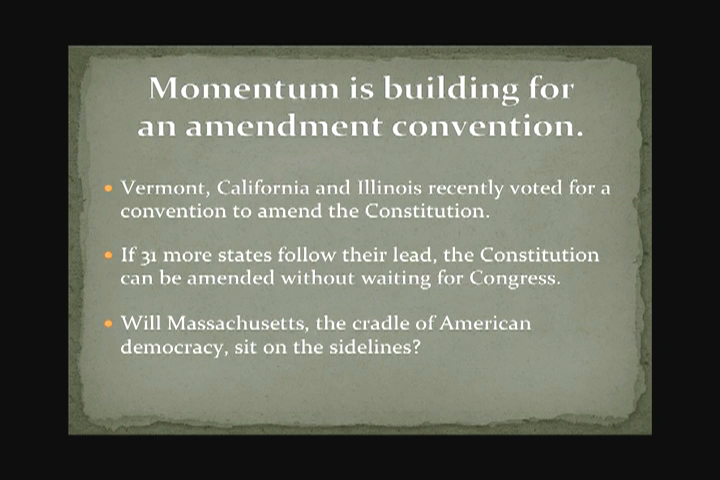 Momentum is building for
an amendment convention.
• Vermont, California and Illinois recently voted for a
convention to amend the Constitution.
• If 31 more states follow their lead, the Constitution
can be amended without waiting for Congress.
• Will Massachusetts, the cradle of American
democracy, sit on the sidelines?